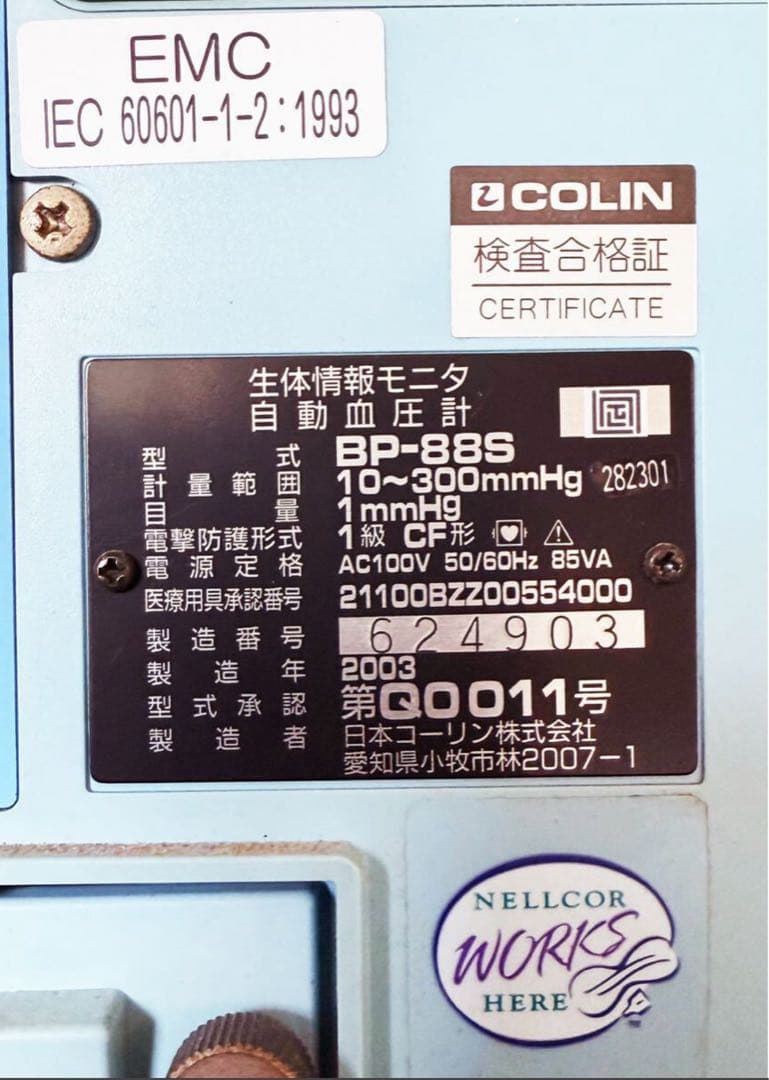 EMC
IEC 60601-1-2:1993
COLIN
検査合格証
CERTIFICATE
生体情報モニタ
自動血圧計
型式 BP-88S
計量範囲 10~300mmHg 282301
目量 1mmHg
電撃防護形式 1級 CF形
電源定格 AC100V 50/60Hz 85VA
医療用具承認番号 21100BZZ00554000
製造番号 624903
製造年 2003
型式承認 第Q0011号
製造者 日本コーリン株式会社
愛知県小牧市林2007-1
NELLCOR
WORKS
HERE